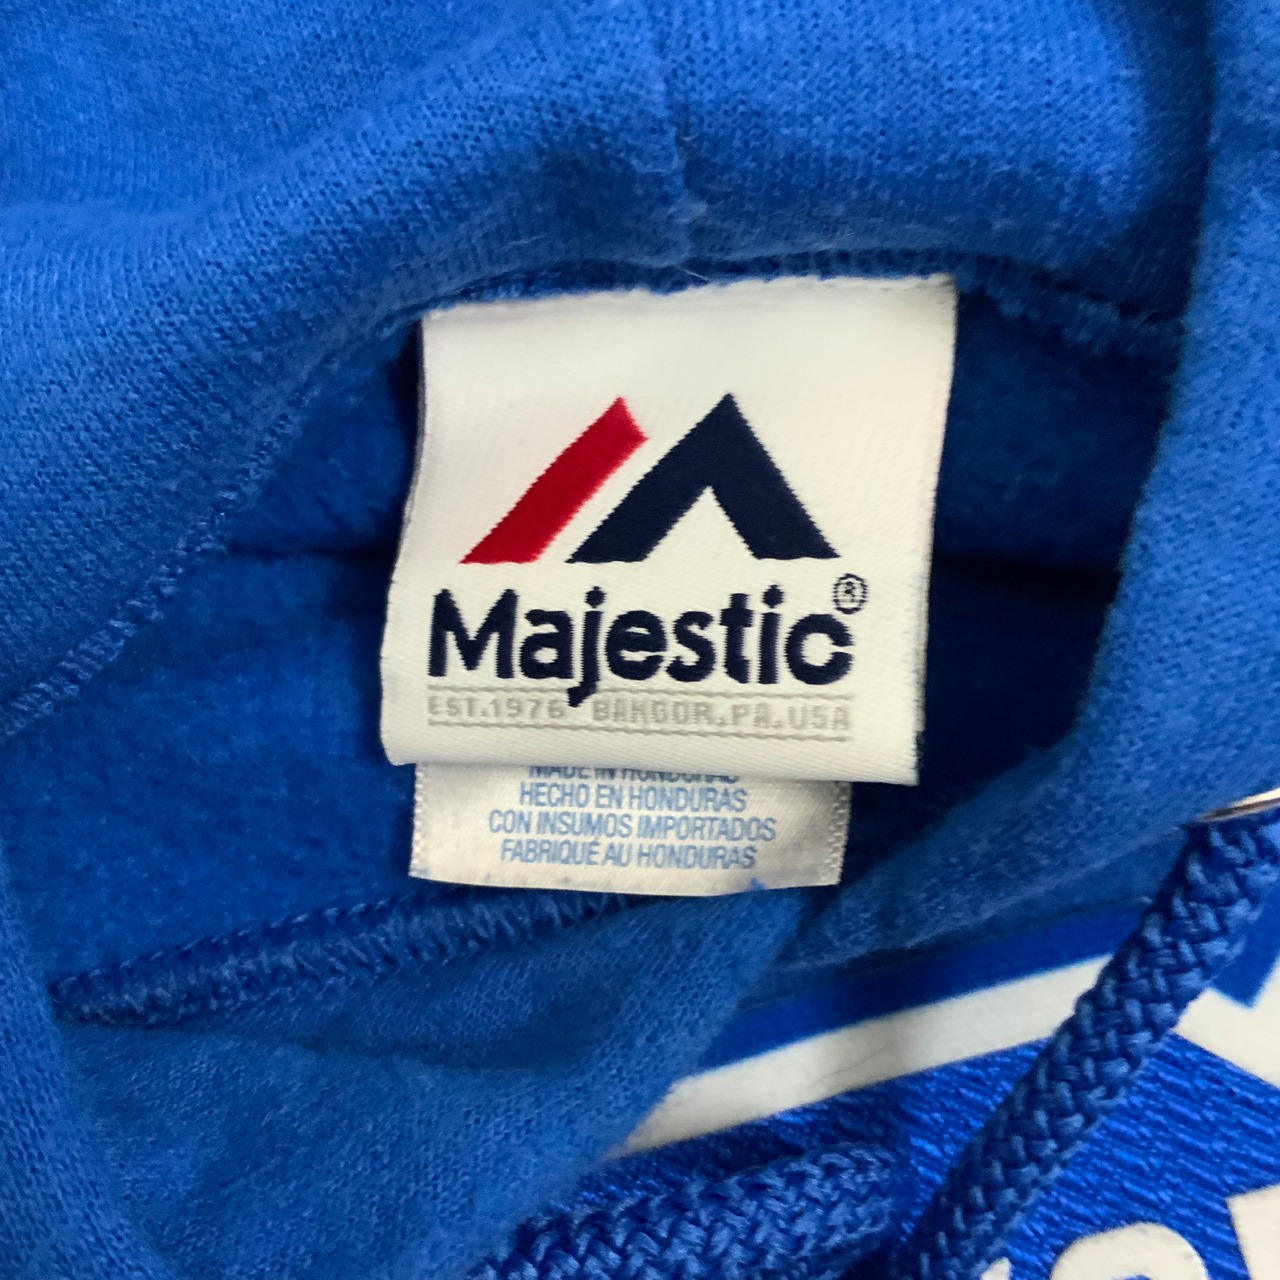 Majestic®
EST.1976 BANGOR, PA, USA
MADE IN HONDURAS
HECHO EN HONDURAS
CON INSUMOS IMPORTADOS
FABRIQUÉ AU HONDURAS